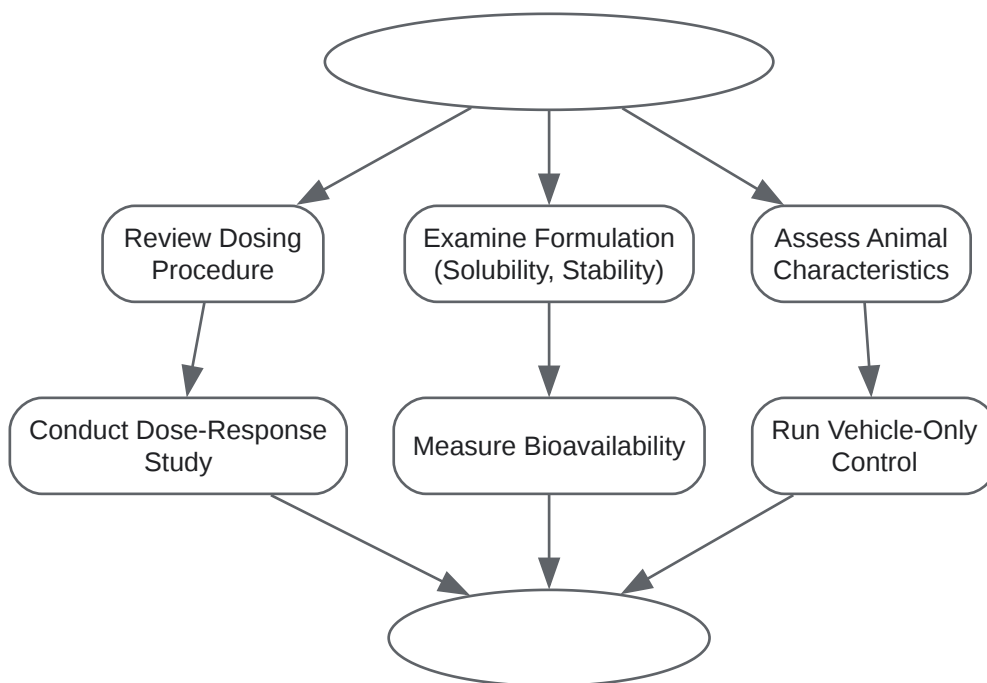 Review Dosing
Procedure
Examine Formulation
(Solubility, Stability)
Assess Animal
Characteristics
Conduct Dose-Response
Study
Measure Bioavailability
Run Vehicle-Only
Control